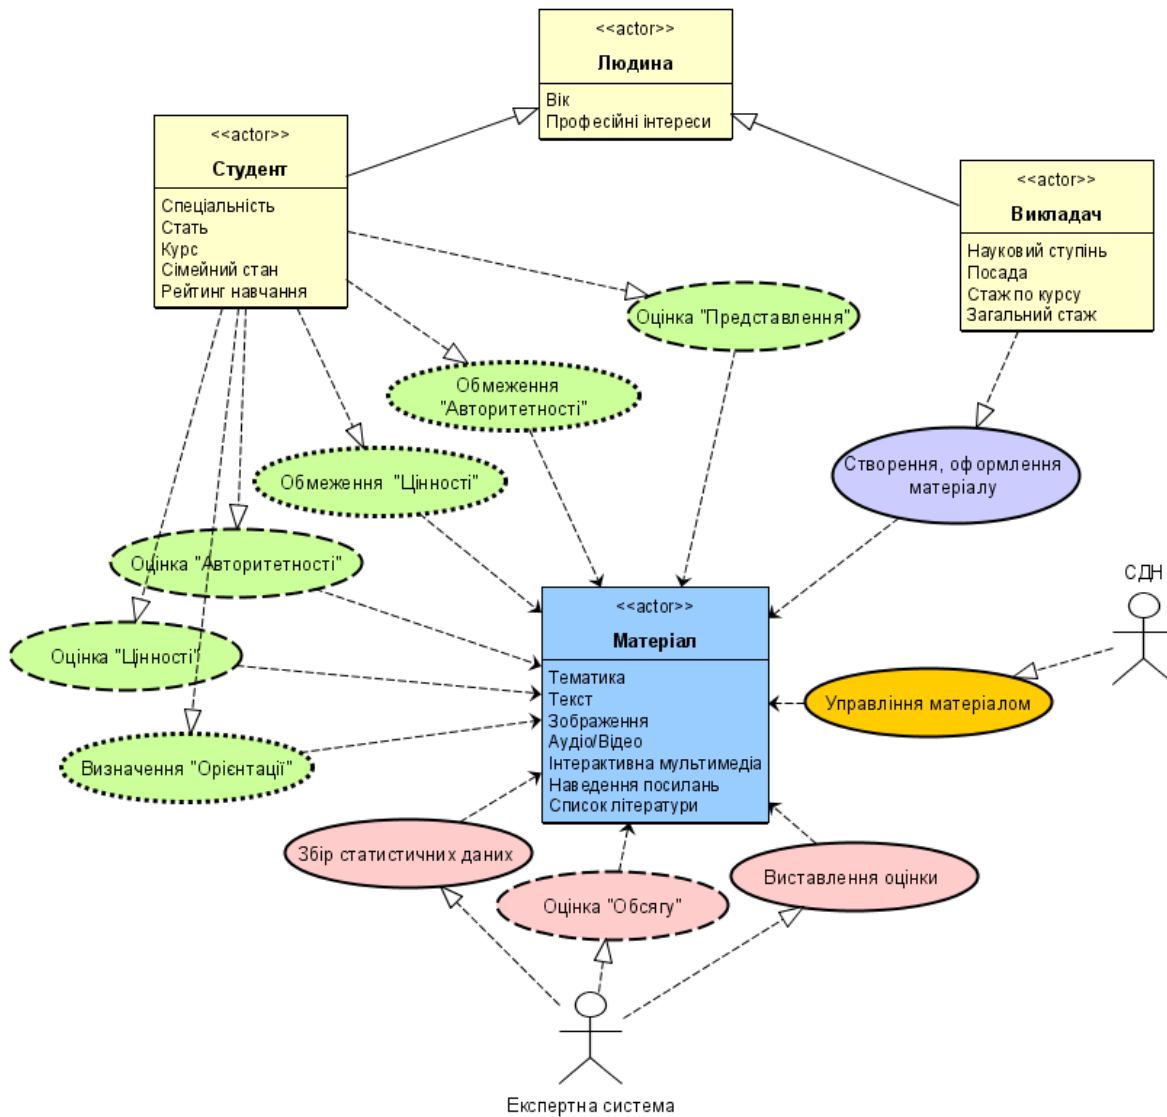 <<actor>>
Людина
Вік
Професійні інтереси
<<actor>>
Студент
Спеціальність
Стать
Курс
Сімейний стан
Рейтинг навчання
<<actor>>
Викладач
Науковий ступінь
Посада
Стаж по курсу
Загальний стаж
Оцінка "Представлення"
Обмеження
"Авторитетності"
Створення, оформлення
матеріалу
Обмеження "Цінності"
Оцінка "Авторитетності"
СДН
<<actor>>
Матеріал
Тематика
Текст
Зображення
Аудіо/Відео
Інтерактивна мультимедіа
Наведення посилань
Список літератури
Оцінка "Цінності"
Управління матеріалом
Визначення "Орієнтації"
Збір статистичних даних
Оцінка "Обсягу"
Виставлення оцінки
Експертна система